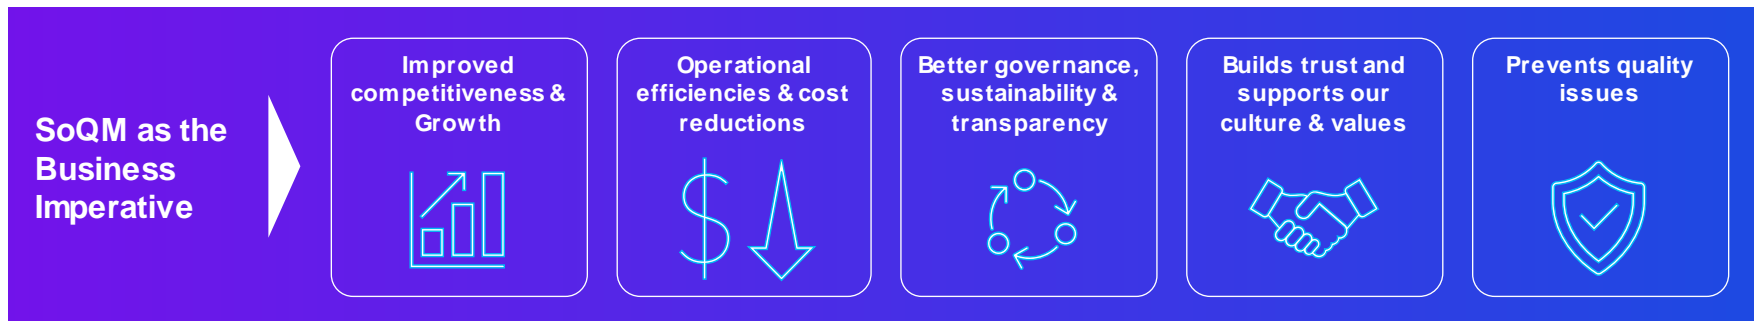 SoQM as the
Business
Imperative
Improved
competitiveness &
Growth
Operational
efficiencies & cost
reductions
Better governance,
sustainability &
transparency
Builds trust and
supports our
culture & values
Prevents quality
issues